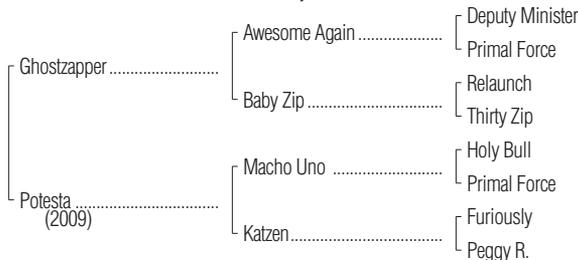 Deputy Minister
Awesome Again ....................
Primal Force
Ghostzapper ..........................
Relaunch
Baby Zip ................................
Thirty Zip
Holy Bull
Macho Uno ..........................
Primal Force
Potesta ..................................
(2009)
Furiously
Katzen....................................
Peggy R.